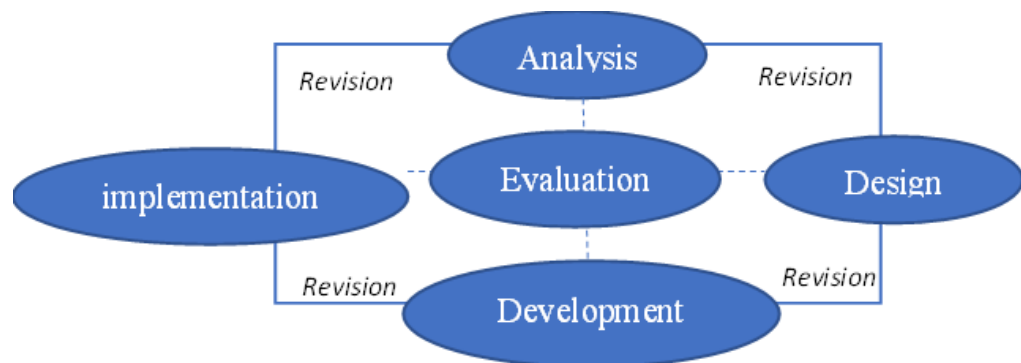 Analysis
Revision
Revision
implementation
Evaluation
Design
Revision
Revision
Development